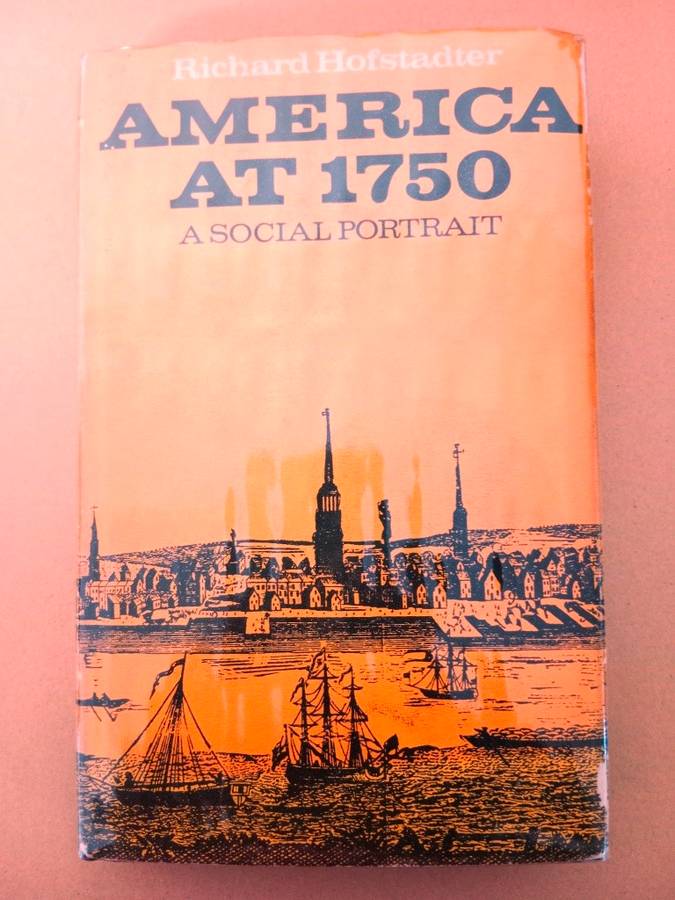 Richard Hofstadter
AMERICA
AT 1750
A SOCIAL PORTRAIT